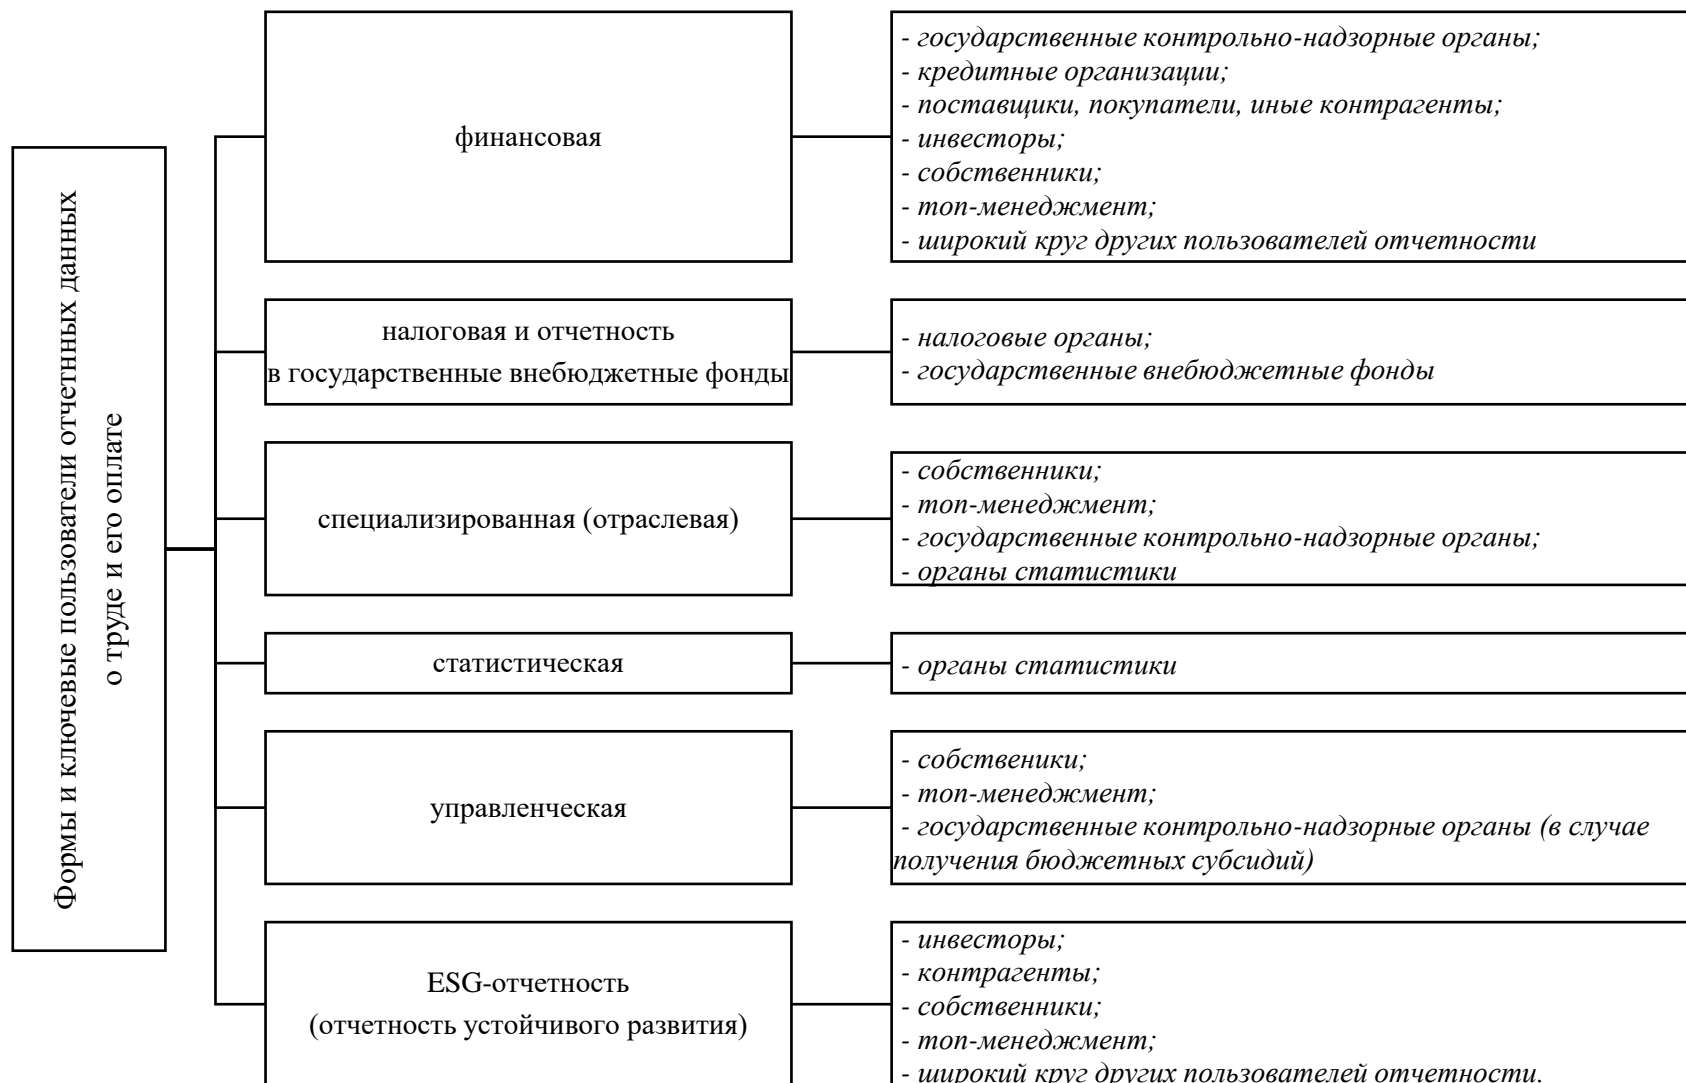 Формы и ключевые пользователи отчетных данных
о труде и его оплате
финансовая
- государственные контрольно-надзорные органы;
- кредитные организации;
- поставщики, покупатели, иные контрагенты;
- инвесторы;
- собственники;
- топ-менеджмент;
- широкий круг других пользователей отчетности
налоговая и отчетность
в государственные внебюджетные фонды
- налоговые органы;
- государственные внебюджетные фонды
специализированная (отраслевая)
- собственники;
- топ-менеджмент;
- государственные контрольно-надзорные органы;
- органы статистики
статистическая
- органы статистики
управленческая
- собственики;
- топ-менеджмент;
- государственные контрольно-надзорные органы (в случае
получения бюджетных субсидий)
ESG-отчетность
(отчетность устойчивого развития)
- инвесторы;
- контрагенты;
- собственники;
- топ-менеджмент;
- широкий круг других пользователей отчетности.